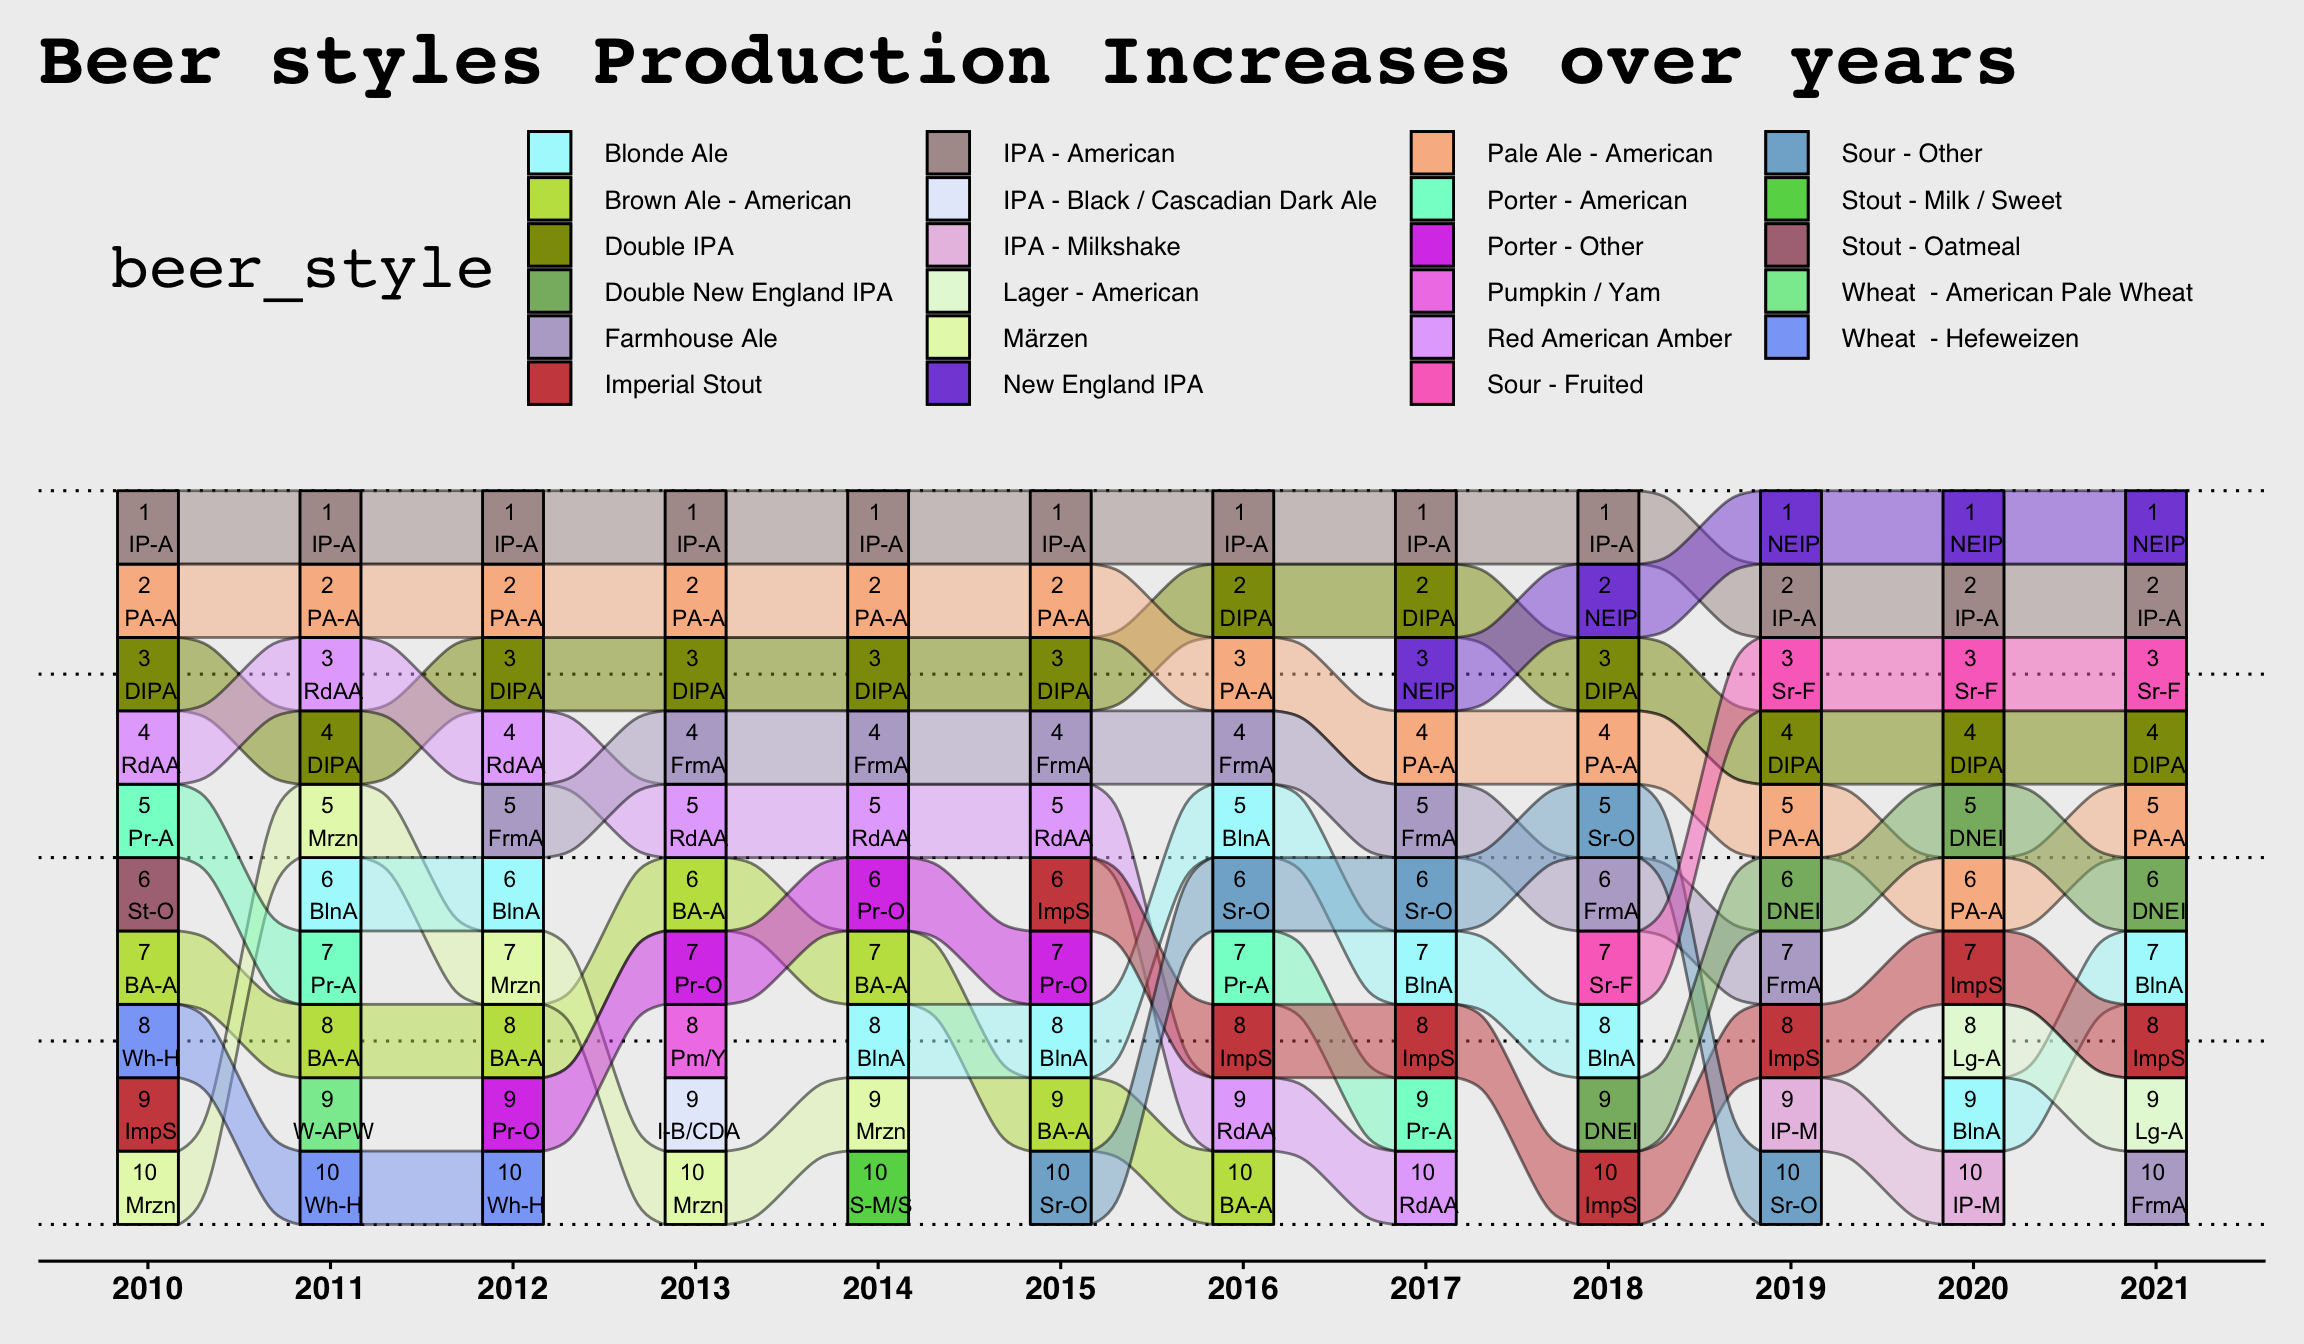 Beer styles Production Increases over years
beer_style
Blonde Ale
Brown Ale - American
Double IPA
Double New England IPA
Farmhouse Ale
Imperial Stout
IPA - American
IPA - Black / Cascadian Dark Ale
IPA - Milkshake
Lager - American
Märzen
New England IPA
Pale Ale - American
Porter - American
Porter - Other
Pumpkin / Yam
Red American Amber
Sour - Fruited
Sour - Other
Stout - Milk / Sweet
Stout - Oatmeal
Wheat - American Pale Wheat
Wheat - Hefeweizen
1 1 1 1 1 1 1 1 1 1 1 1
IP-A IP-A IP-A IP-A IP-A IP-A IP-A IP-A IP-A NEIP NEIP NEIP
2 2 2 2 2 2 2 2 2 2 2 2
PA-A PA-A PA-A PA-A PA-A PA-A DIPA DIPA NEIP IP-A IP-A IP-A
3 3 3 3 3 3 3 3 3 3 3 3
DIPA RdAA DIPA DIPA DIPA DIPA PA-A NEIP DIPA Sr-F Sr-F Sr-F
4 4 4 4 4 4 4 4 4 4 4 4
RdAA DIPA RdAA FrmA FrmA FrmA FrmA PA-A PA-A DIPA DIPA DIPA
5 5 5 5 5 5 5 5 5 5 5 5
Pr-A Mrzn FrmA RdAA RdAA RdAA BlnA FrmA Sr-O PA-A DNEI PA-A
6 6 6 6 6 6 6 6 6 6 6 6
St-O BlnA BlnA BA-A Pr-O ImpS Sr-O Sr-O FrmA DNEI PA-A DNEI
7 7 7 7 7 7 7 7 7 7 7 7
BA-A Pr-A Mrzn Pr-O BA-A Pr-O Pr-A BlnA Sr-F FrmA ImpS BlnA
8 8 8 8 8 8 8 8 8 8 8 8
Wh-H BA-A BA-A Pm/Y BlnA BlnA ImpS ImpS BlnA ImpS Lg-A ImpS
9 9 9 9 9 9 9 9 9 9 9 9
ImpS W-APW Pr-O I-B/CDA Mrzn BA-A RdAA Pr-A DNEI IP-M BlnA Lg-A
10 10 10 10 10 10 10 10 10 10 10 10
Mrzn Wh-H Wh-H Mrzn S-M/S Sr-O BA-A RdAA ImpS Sr-O IP-M FrmA
2010 2011 2012 2013 2014 2015 2016 2017 2018 2019 2020 2021